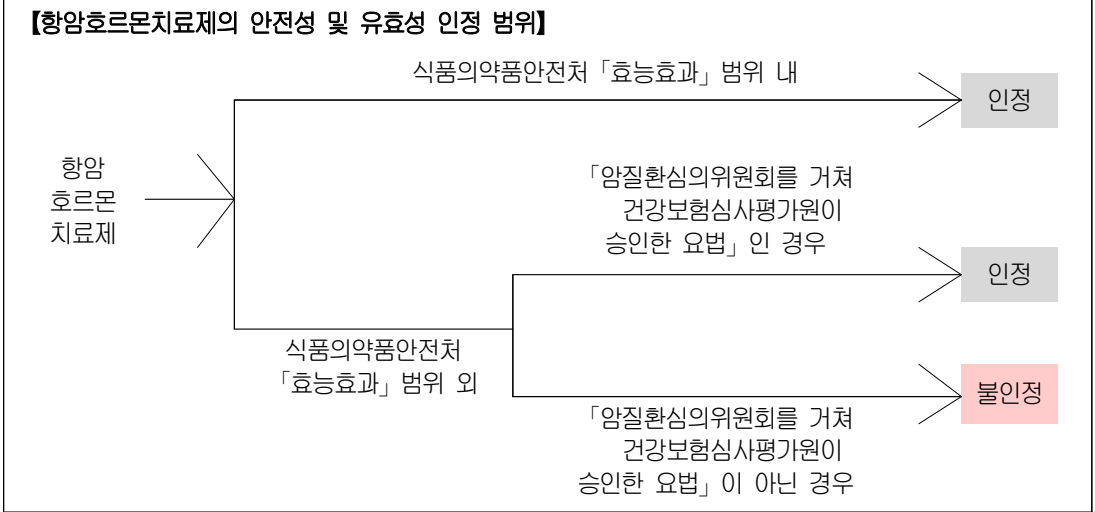 【항암호르몬치료제의 안전성 및 유효성 인정 범위】
식품의약품안전처「효능효과」범위 내
인정
항암
호르몬
치료제
「암질환심의위원회를 거쳐
건강보험심사평가원이
승인한 요법」인 경우
인정
식품의약품안전처
「효능효과」범위 외
불인정
「암질환심의위원회를 거쳐
건강보험심사평가원이
승인한 요법」이 아닌 경우